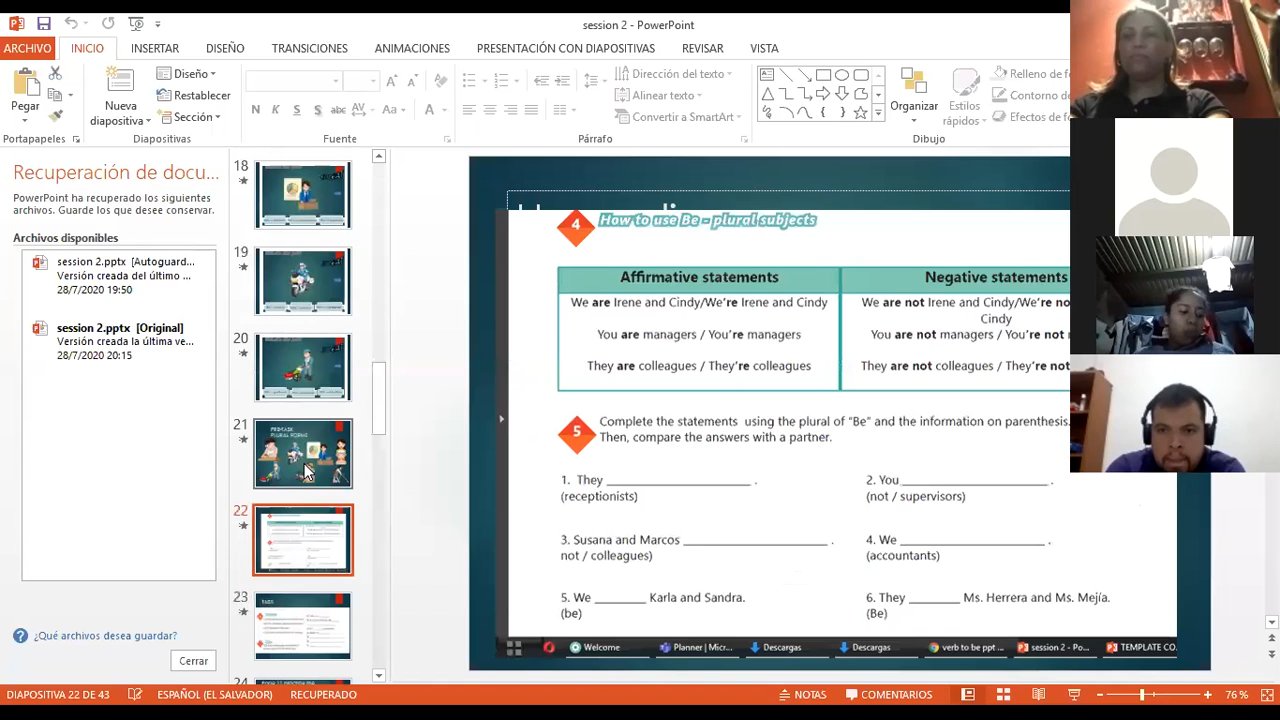 session 2 - PowerPoint
ARCHIVO INICIO INSERTAR DISEÑO TRANSICIONES ANIMACIONES PRESENTACIÓN CON DIAPOSITIVAS REVISAR VISTA
Pegar
Nueva
diapositiva
Diseño
Restablecer
Sección
N K S S abc AV Aa A
Dirección del texto
Alinear texto
Convertir a SmartArt
Organizar
Estilos
rápidos
Relleno de f
Contorno de
Efectos de fo
Portapapeles
Diapositivas
Fuente
Párrafo
Dibujo
Recuperación de docu...
PowerPoint ha recuperado los siguientes
archivos. Guarde los que desee conservar.
Archivos disponibles
session 2.pptx [Autoguard...
Versión creada del último ...
28/7/2020 19:50
session 2.pptx [Original]
Versión creada la última ve...
28/7/2020 20:15
¿Qué archivos desea guardar?
Cerrar
18
19
20
21
22
23
4 How to use Be – plural subjects
Affirmative statements
We are Irene and Cindy/We're Irene and Cindy
You are managers / You're managers
They are colleagues / They're colleagues
Negative statements
We are not Irene and Cindy/We're no
Cindy
You are not managers / You're not
They are not colleagues / They're not
5 Complete the statements using the plural of "Be" and the information on parenthesis.
Then, compare the answers with a partner.
1. They ________________ .
(receptionists)
2. You ________________ .
(not / supervisors)
3. Susana and Marcos ________________ .
not / colleagues)
4. We ________________ .
(accountants)
5. We _______ Karla and Sandra.
(be)
6. They _______ Ms. Herrera and Ms. Mejía.
(Be)
Welcome
Planner | Micr...
Descargas
Descargas
verb to be ppt ...
session 2 - Po...
TEMPLATE CO...
DIAPOSITIVA 22 DE 43 ESPAÑOL (EL SALVADOR) RECUPERADO NOTAS COMENTARIOS 76 %